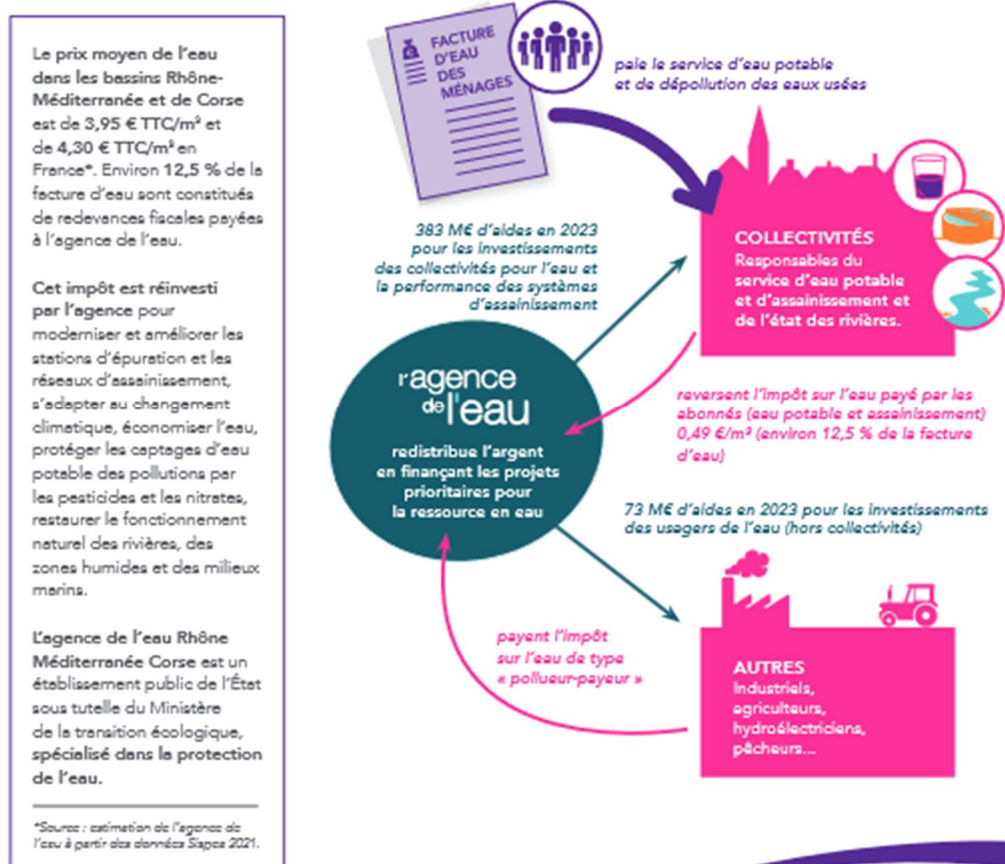 Le prix moyen de l'eau
dans les bassins Rhône-
Méditerranée et de Corse
est de 3,95 € TTC/m³ et
de 4,30 € TTC/m³ en
France*. Environ 12,5 % de la
facture d'eau sont constitués
de redevances fiscales payées
à l'agence de l'eau.
Cet impôt est réinvesti
par l'agence pour
moderniser et améliorer les
stations d'épuration et les
réseaux d'assainissement,
s'adapter au changement
climatique, économiser l'eau,
protéger les captages d'eau
potable des pollutions par
les pesticides et les nitrates,
restaurer le fonctionnement
naturel des rivières, des
zones humides et des milieux
marins.
L'agence de l'eau Rhône
Méditerranée Corse est un
établissement public de l'État
sous tutelle du Ministère
de la transition écologique,
spécialisé dans la protection
de l'eau.
*Source : estimation de l'agence de
l'eau à partir des données Sispea 2021.
FACTURE
D'EAU
DES
MÉNAGES
paie le service d'eau potable
et de dépollution des eaux usées
383 M€ d'aides en 2023
pour les investissements
des collectivités pour l'eau et
la performance des systèmes
d'assainissement
COLLECTIVITÉS
Responsables du
service d'eau potable
et d'assainissement et
de l'état des rivières.
l'agence
de l'eau
redistribue l'argent
en finançant les projets
prioritaires pour
la ressource en eau
reversent l'impôt sur l'eau payé par les
abonnés (eau potable et assainissement)
0,49 €/m³ (environ 12,5 % de la facture
d'eau)
73 M€ d'aides en 2023 pour les investissements
des usagers de l'eau (hors collectivités)
payent l'impôt
sur l'eau de type
« pollueur-payeur »
AUTRES
Industriels,
agriculteurs,
hydroélectriciens,
pêcheurs...